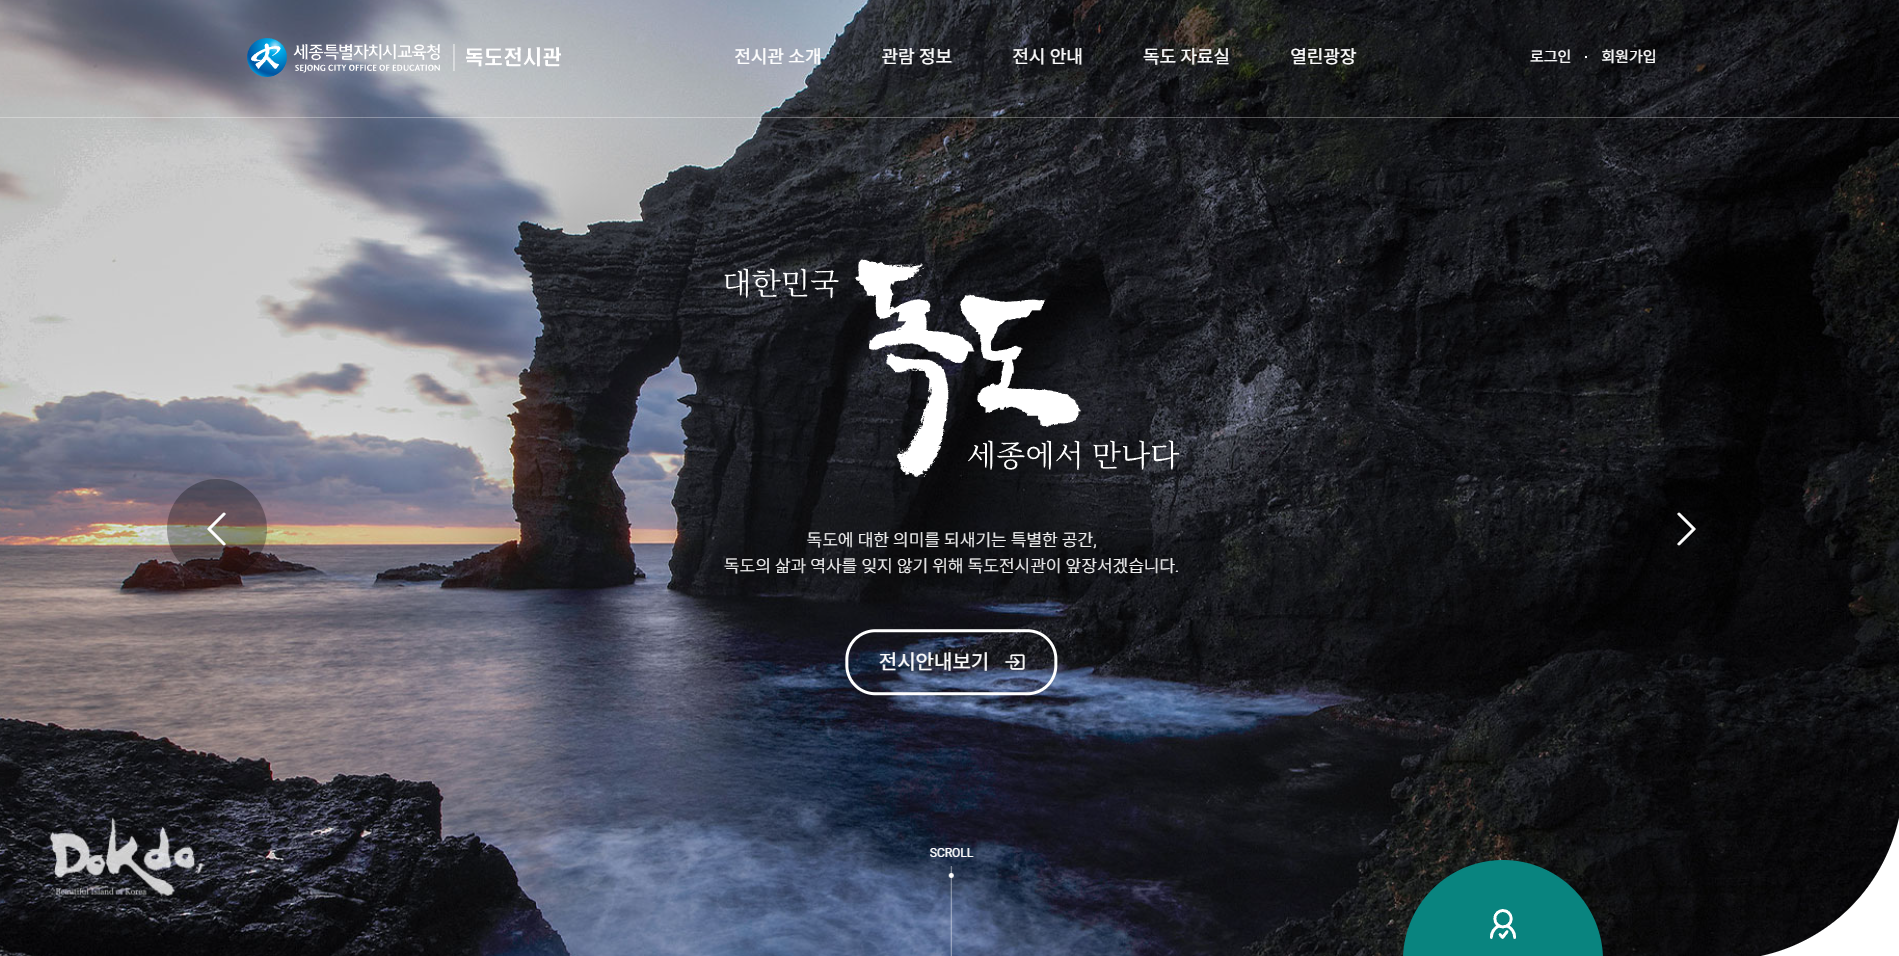 세종특별자치시교육청
SEJONG CITY OFFICE OF EDUCATION
독도전시관
전시관 소개
관람 정보
전시 안내
독도 자료실
열린광장
로그인 · 회원가입
대한민국
독도
세종에서 만나다
독도에 대한 의미를 되새기는 특별한 공간,
독도의 삶과 역사를 잊지 않기 위해 독도전시관이 앞장서겠습니다.
전시안내보기
SCROLL
Dokdo,
Beautiful Island of Korea